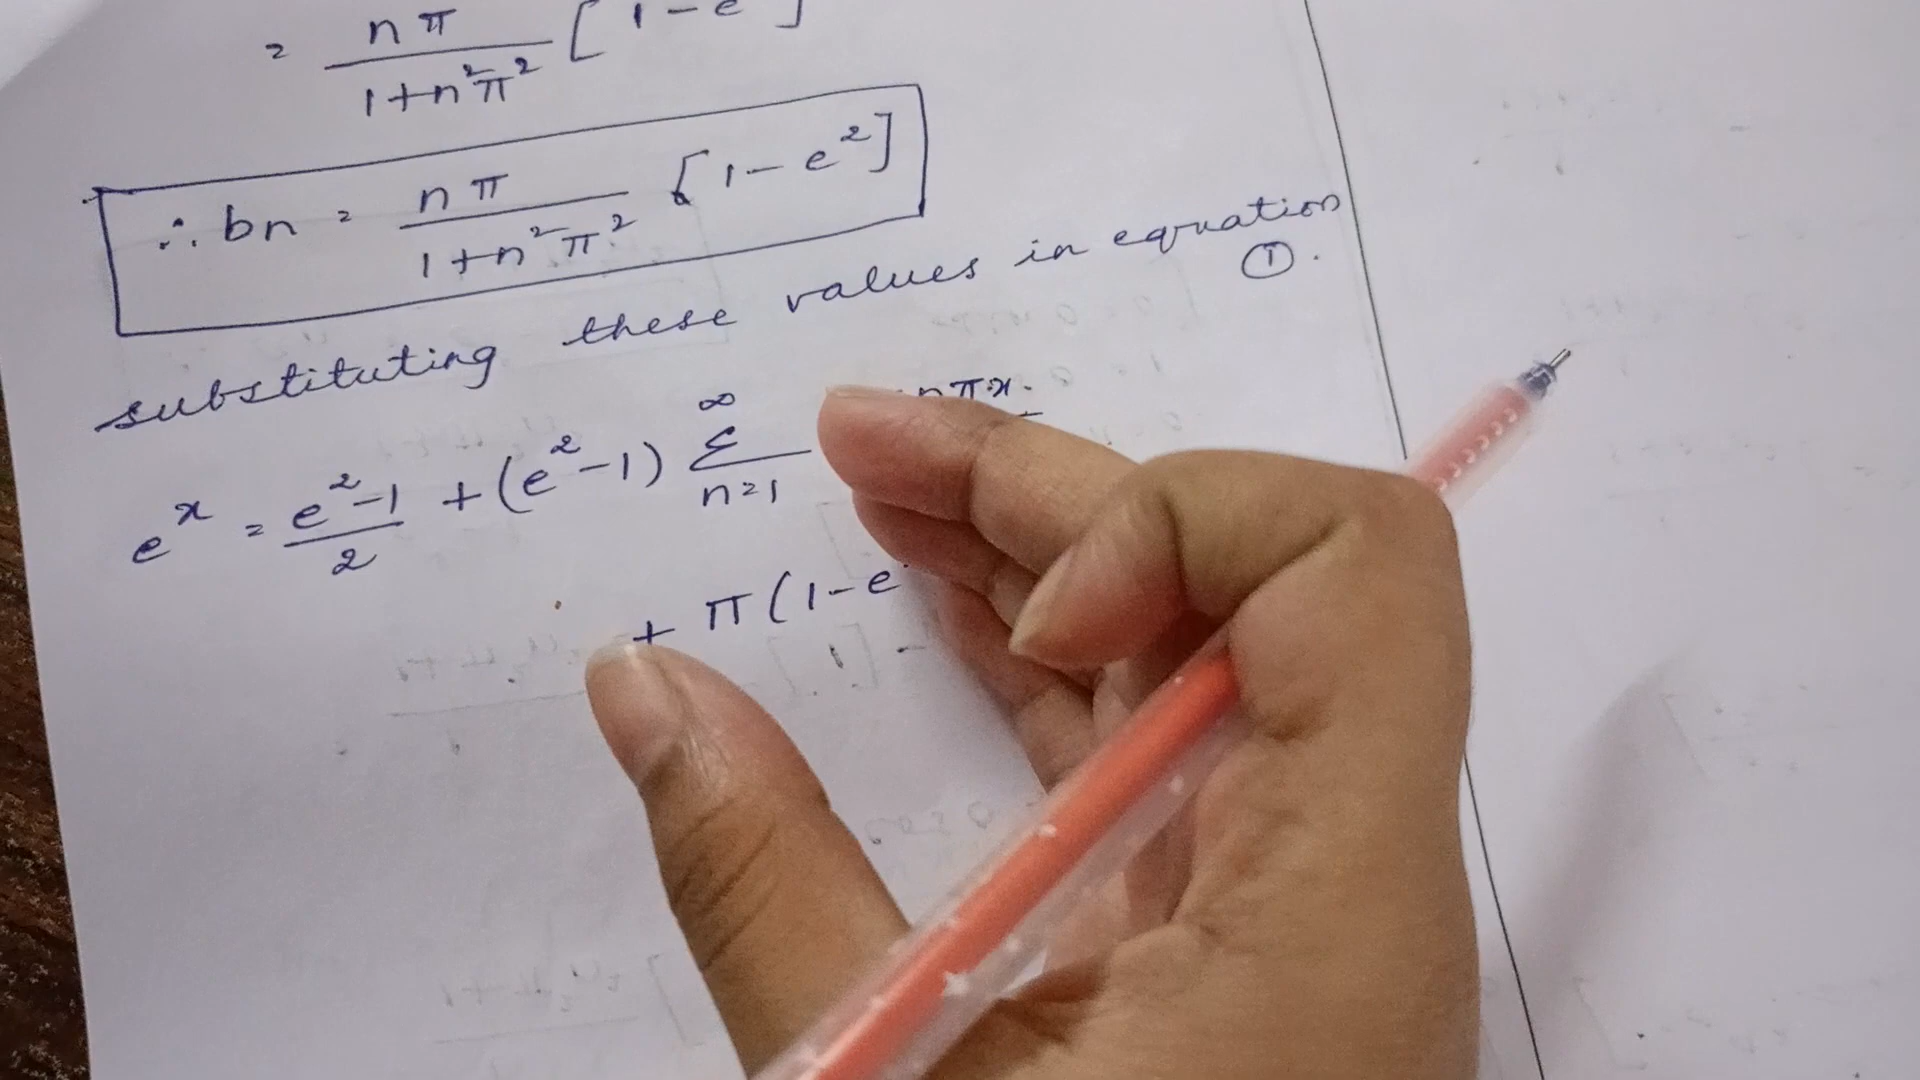 = nπ / 1+n²π² [ 1 - e ]
∴ bn = nπ / 1+n²π² [1 - e²]
substituting these values in equation
①.
e^x = e²-1 / 2 + (e²-1) ∞ Σ n=1 nπx
+ π(1-e